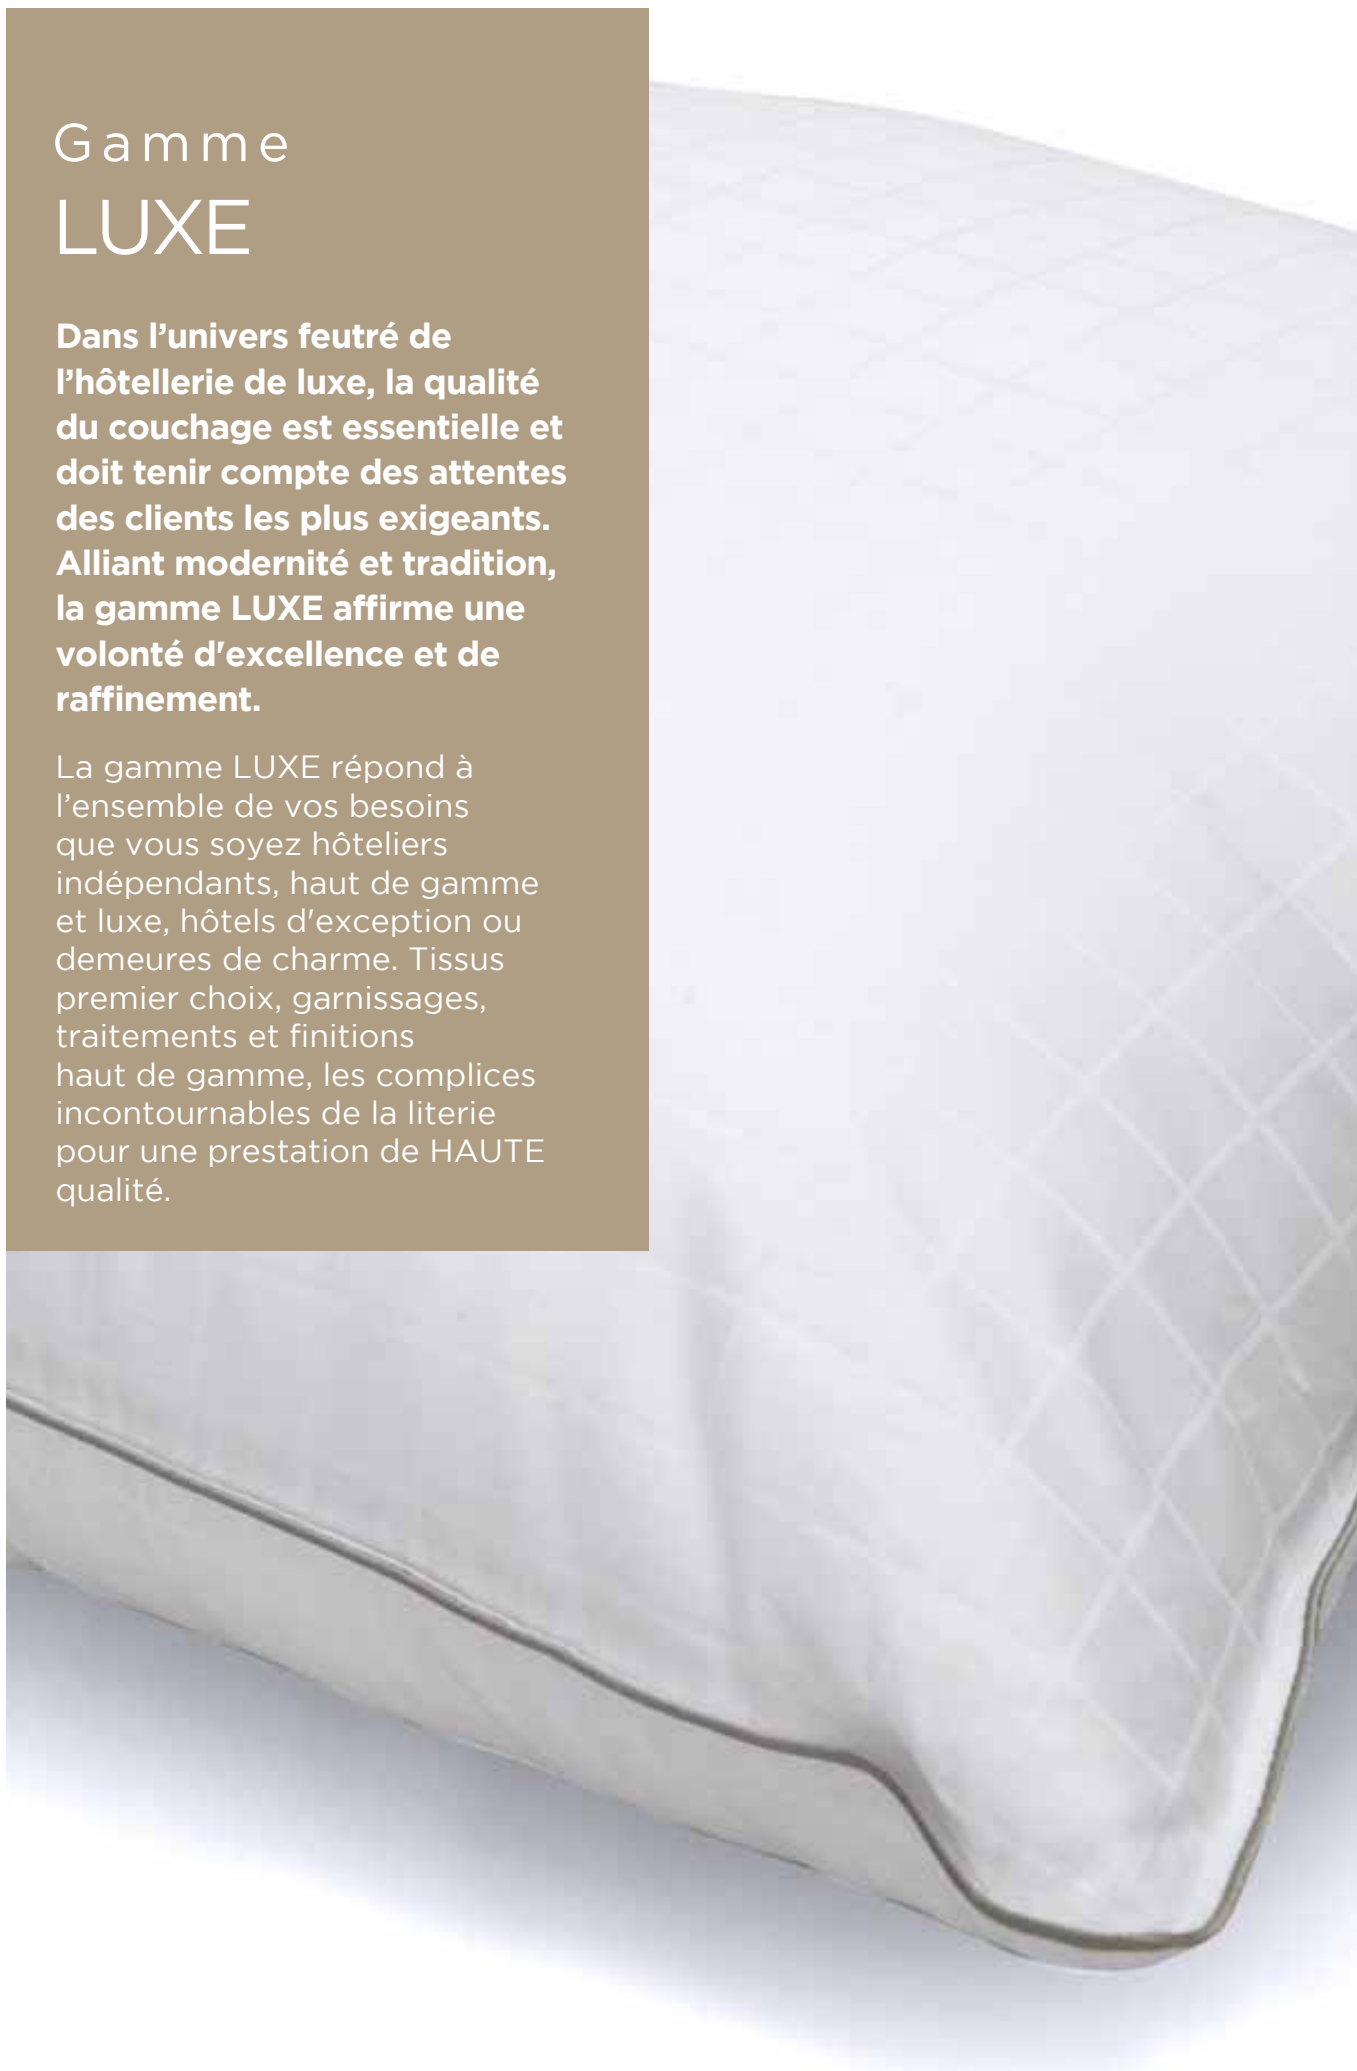 Gamme
LUXE
Dans l’univers feutré de
l’hôtellerie de luxe, la qualité
du couchage est essentielle et
doit tenir compte des attentes
des clients les plus exigeants.
Alliant modernité et tradition,
la gamme LUXE affirme une
volonté d'excellence et de
raffinement.
La gamme LUXE répond à
l’ensemble de vos besoins
que vous soyez hôteliers
indépendants, haut de gamme
et luxe, hôtels d'exception ou
demeures de charme. Tissus
premier choix, garnissages,
traitements et finitions
haut de gamme, les complices
incontournables de la literie
pour une prestation de HAUTE
qualité.